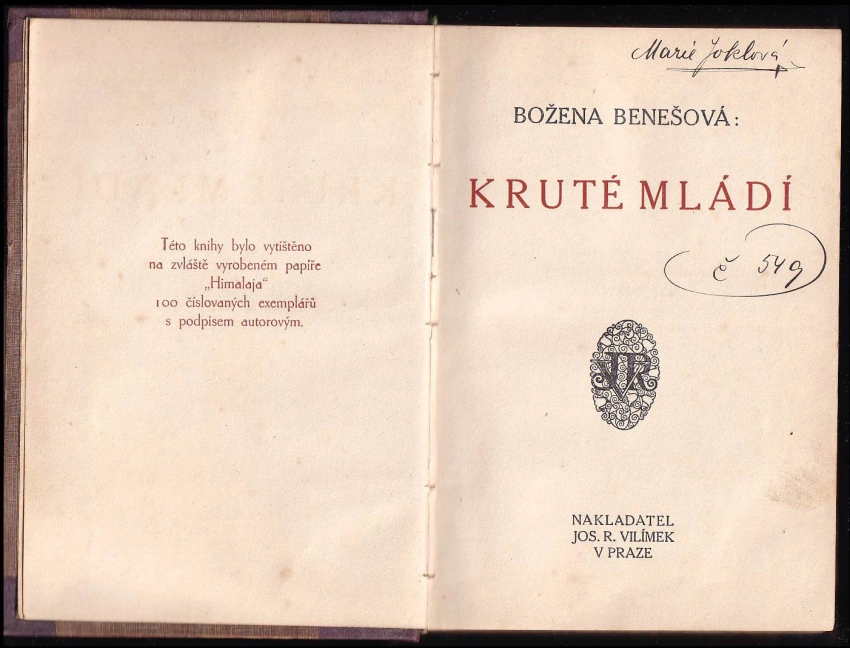 Této knihy bylo vytištěno
na zvláště vyrobeném papíře
„Himalaja“
100 číslovaných exemplářů
s podpisem autorovým.
Marie Joklová
BOŽENA BENEŠOVÁ:
KRUTÉ MLÁDÍ
č 549
JRV
NAKLADATEL
JOS. R. VILÍMEK
V PRAZE